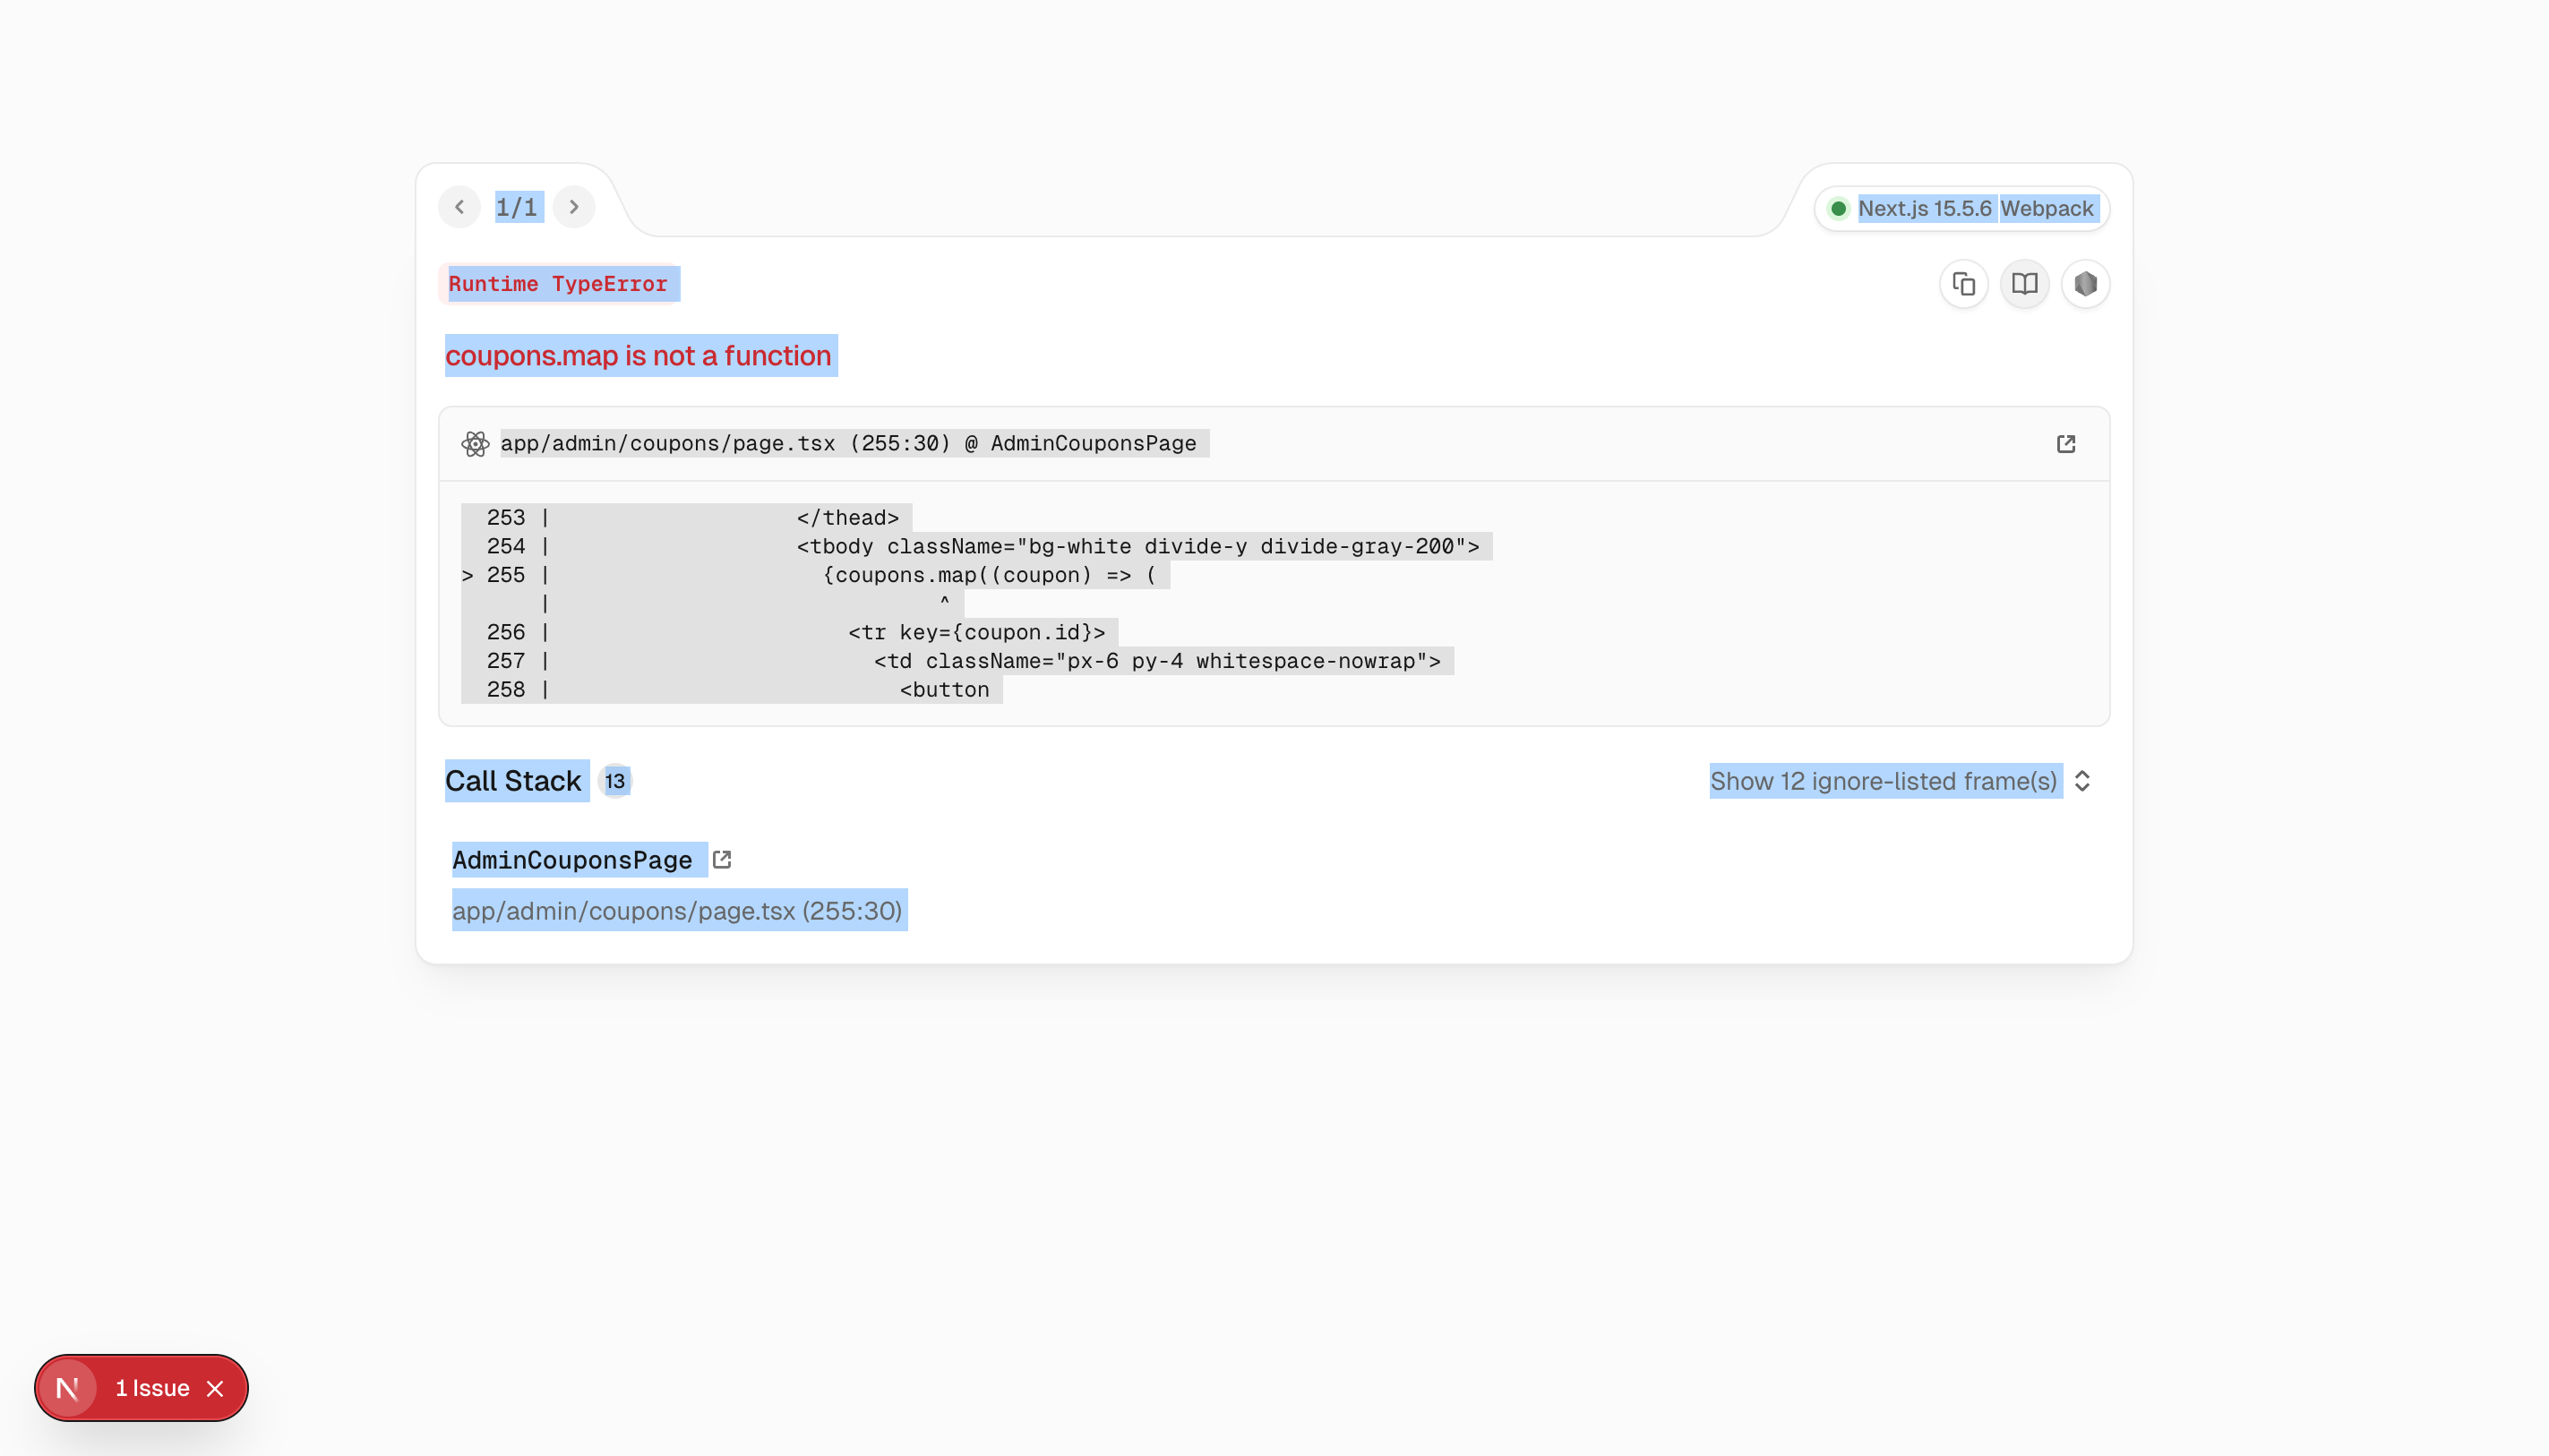 1/1
Next.js 15.5.6 Webpack
Runtime TypeError
coupons.map is not a function
app/admin/coupons/page.tsx (255:30) @ AdminCouponsPage
  253 |                   </thead>
  254 |                   <tbody className="bg-white divide-y divide-gray-200">
> 255 |                     {coupons.map((coupon) => (
      |                              ^
  256 |                       <tr key={coupon.id}>
  257 |                         <td className="px-6 py-4 whitespace-nowrap">
  258 |                           <button
Call Stack 13
Show 12 ignore-listed frame(s)
AdminCouponsPage
app/admin/coupons/page.tsx (255:30)
N 1 Issue